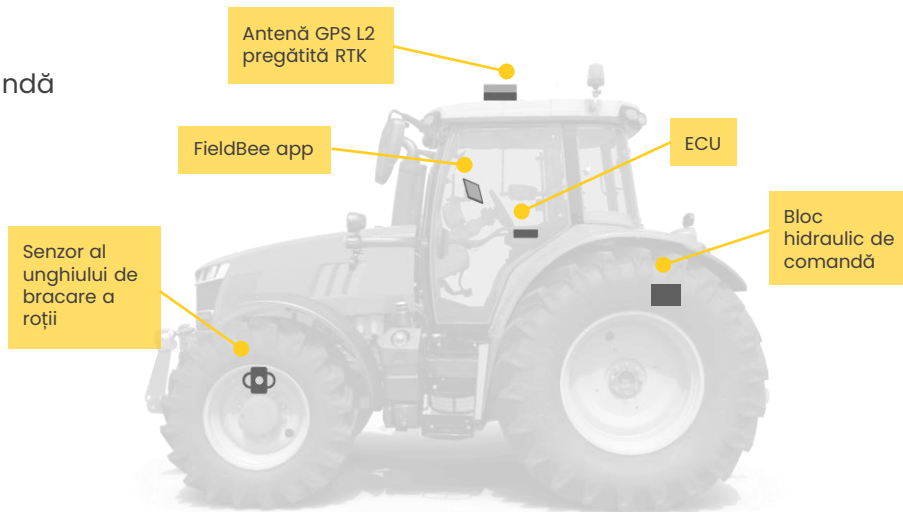 Antenă GPS L2
pregătită RTK
ndă
FieldBee app
ECU
Bloc
hidraulic de
comandă
Senzor al
unghiului de
bracare a
roții